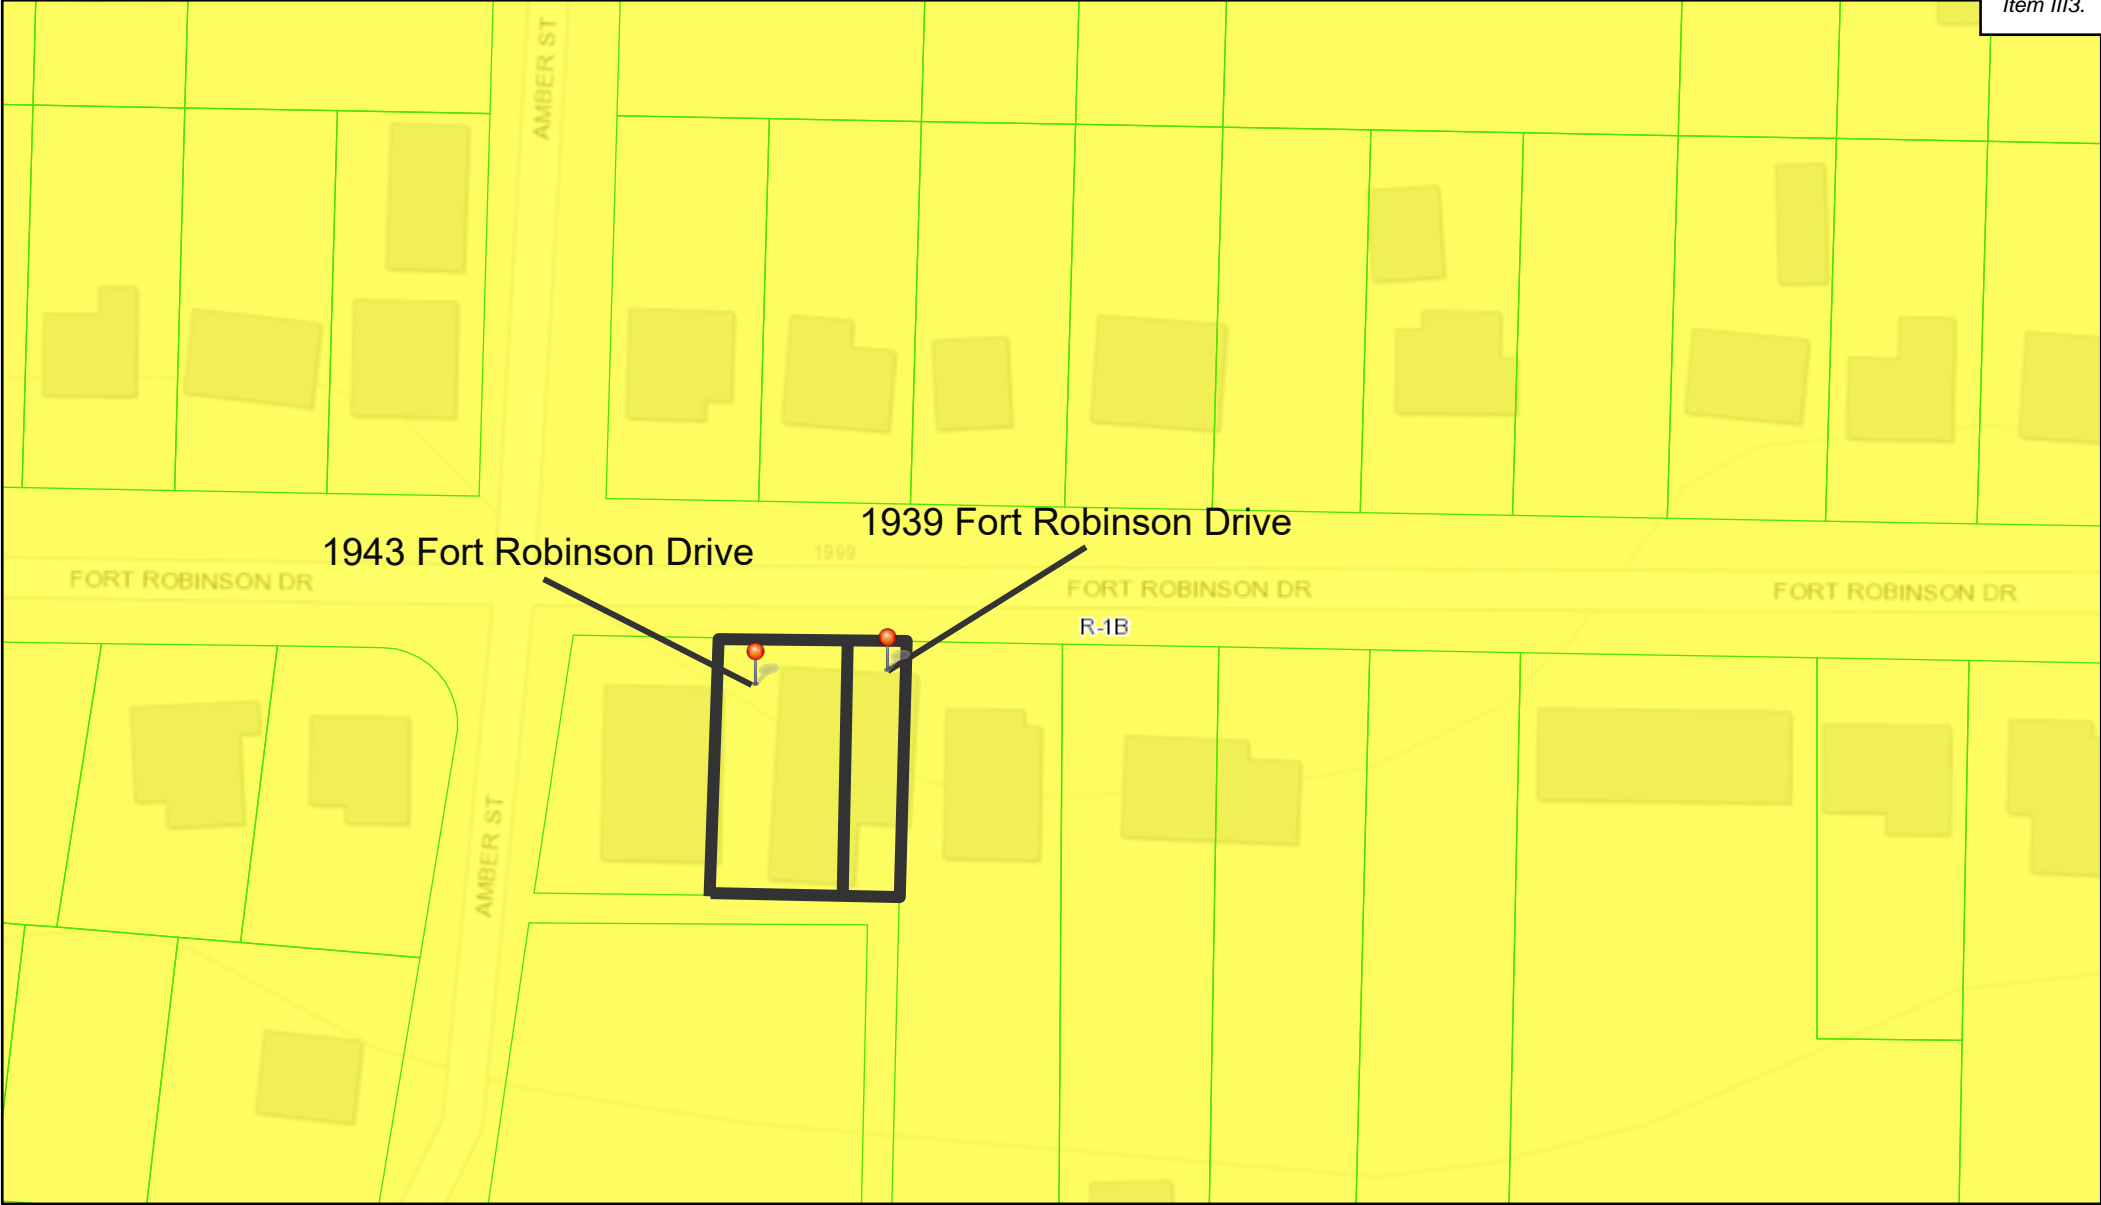 Item III3.
AMBER ST
1939 Fort Robinson Drive
1943 Fort Robinson Drive
1999
FORT ROBINSON DR
FORT ROBINSON DR
FORT ROBINSON DR
R-1B
AMBER ST